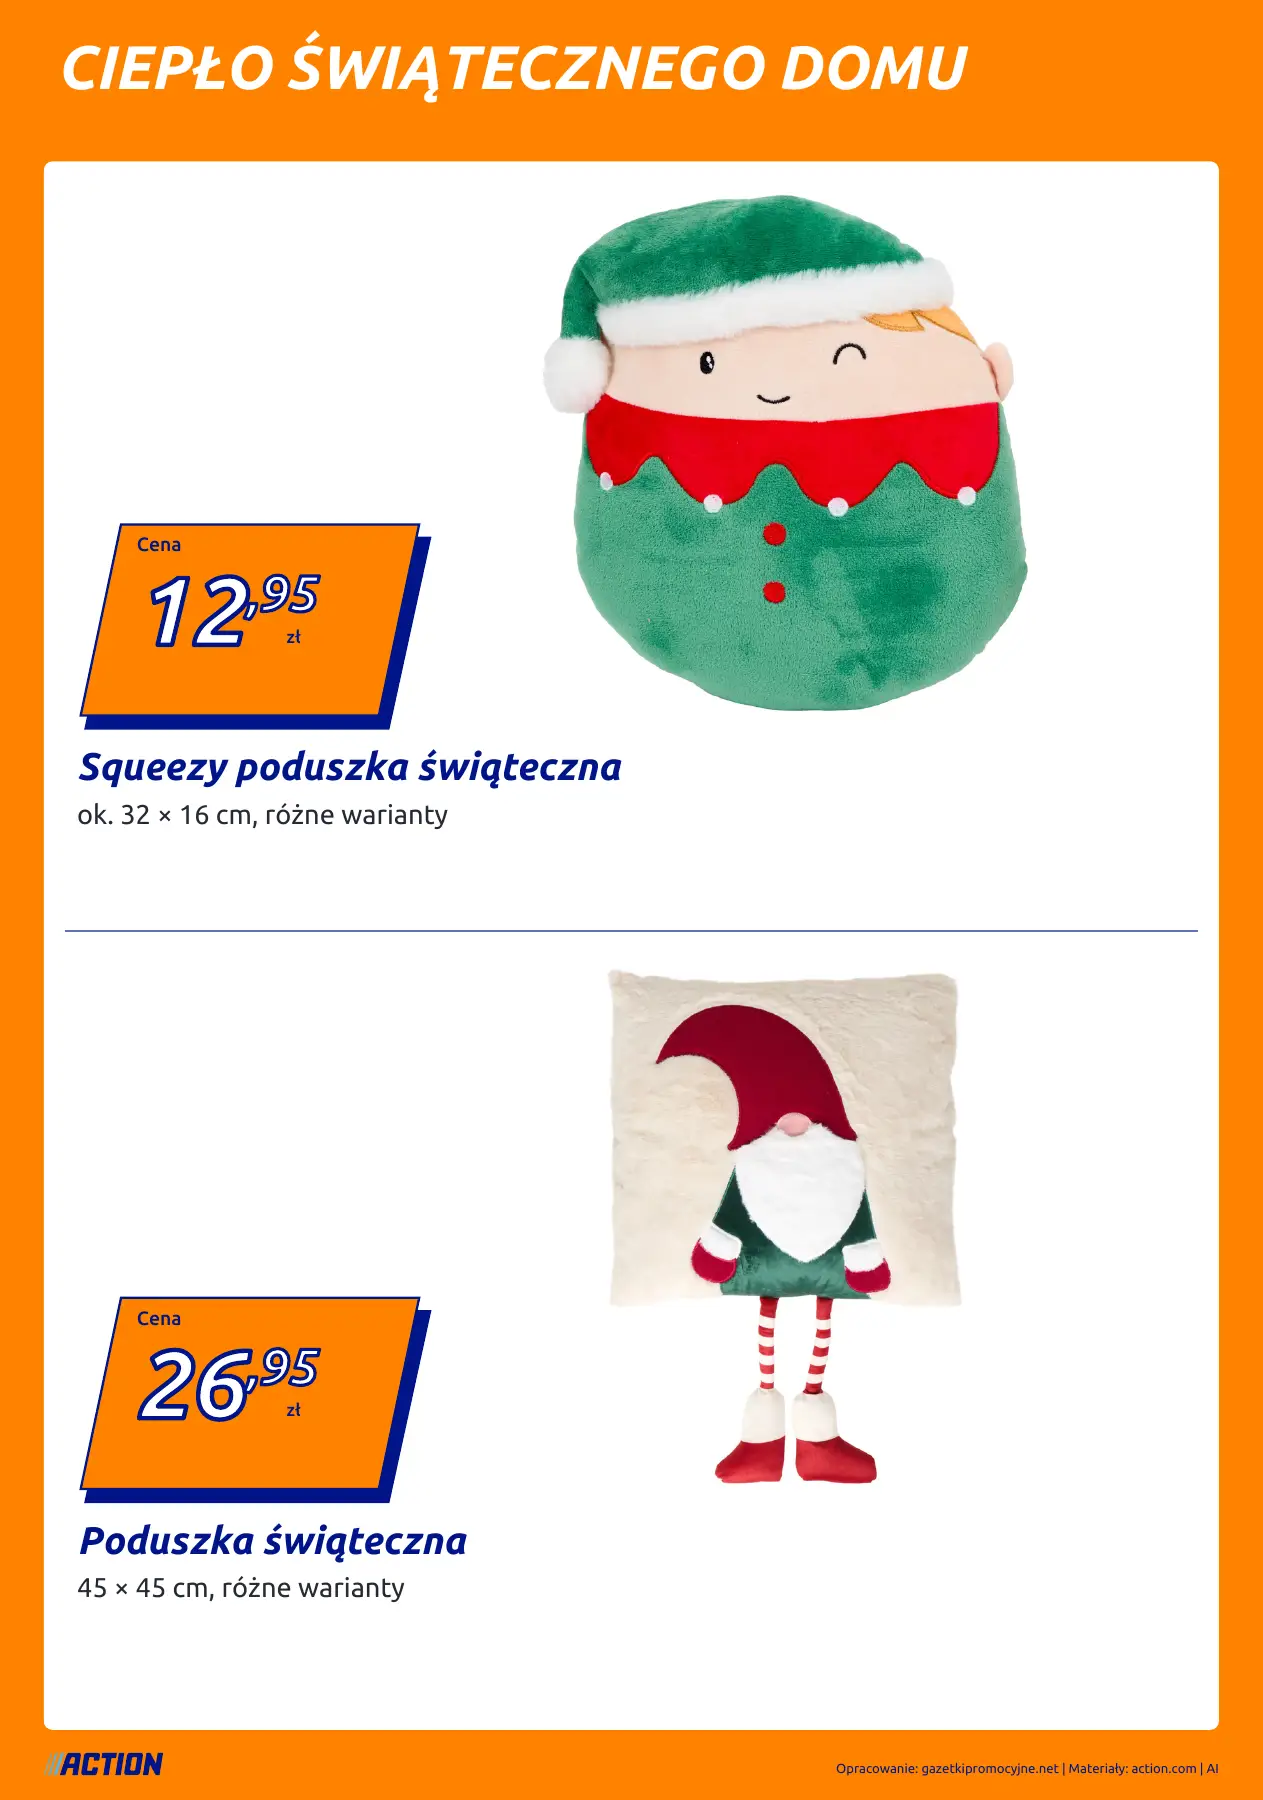 CIEPŁO ŚWIĄTECZNEGO DOMU
Cena
12,95
zł
Squeezy poduszka świąteczna
ok. 32 × 16 cm, różne warianty
Cena
26,95
zł
Poduszka świąteczna
45 × 45 cm, różne warianty
ACTION
Opracowanie: gazetkipromocyjne.net | Materiały: action.com | AI